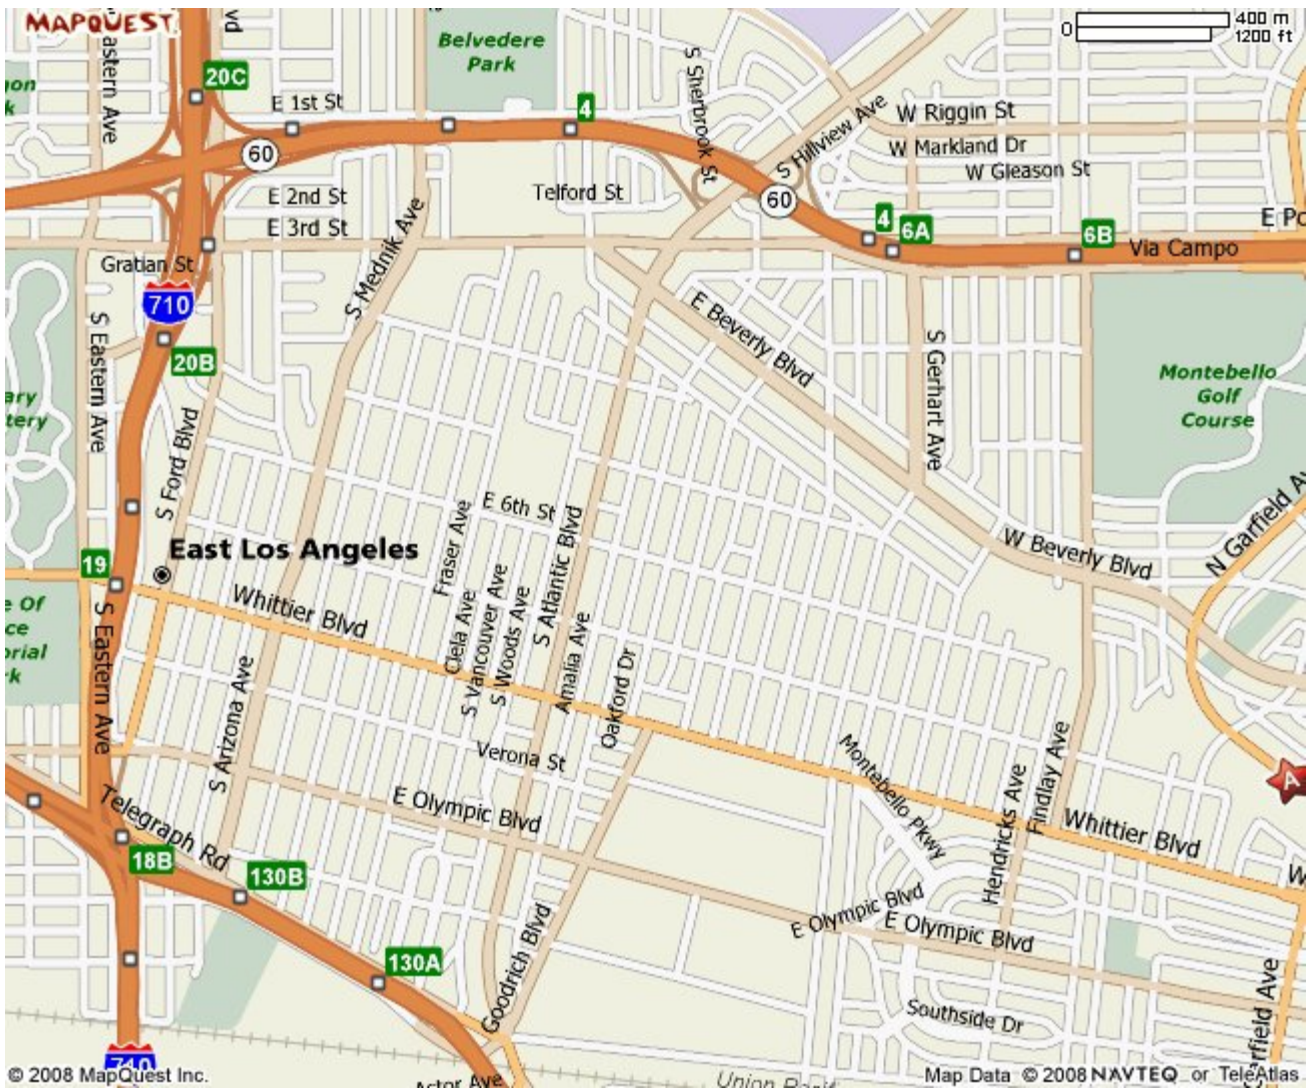 MAPQUEST.
400 m
0
1200 ft
Belvedere
Park
20C
E 1st St
4
S Sherbrook St
S Hillview Ave
W Riggin St
W Markland Dr
W Gleason St
60
E 2nd St
Telford St
60
E 3rd St
4
6A
6B
Via Campo
Gratian St
S Mednik Ave
710
20B
S Eastern Ave
E Beverly Blvd
S Gerhart Ave
Montebello
Golf
Course
S Ford Blvd
E 6th St
Fraser Ave
S Atlantic Blvd
W Beverly Blvd
N Garfield Av
East Los Angeles
19
Whittier Blvd
Clela Ave
S Vancouver Ave
S Woods Ave
Amalia Ave
Oakford Dr
S Eastern Ave
S Arizona Ave
Verona St
E Olympic Blvd
Montebello Pkwy
Hendricks Ave
Findlay Ave
A
Whittier Blvd
Telegraph Rd
18B
130B
E Olympic Blvd
E Olympic Blvd
130A
Goodrich Blvd
Southside Dr
710
© 2008 MapQuest Inc.
Map Data © 2008 NAVTEQ or TeleAtlas